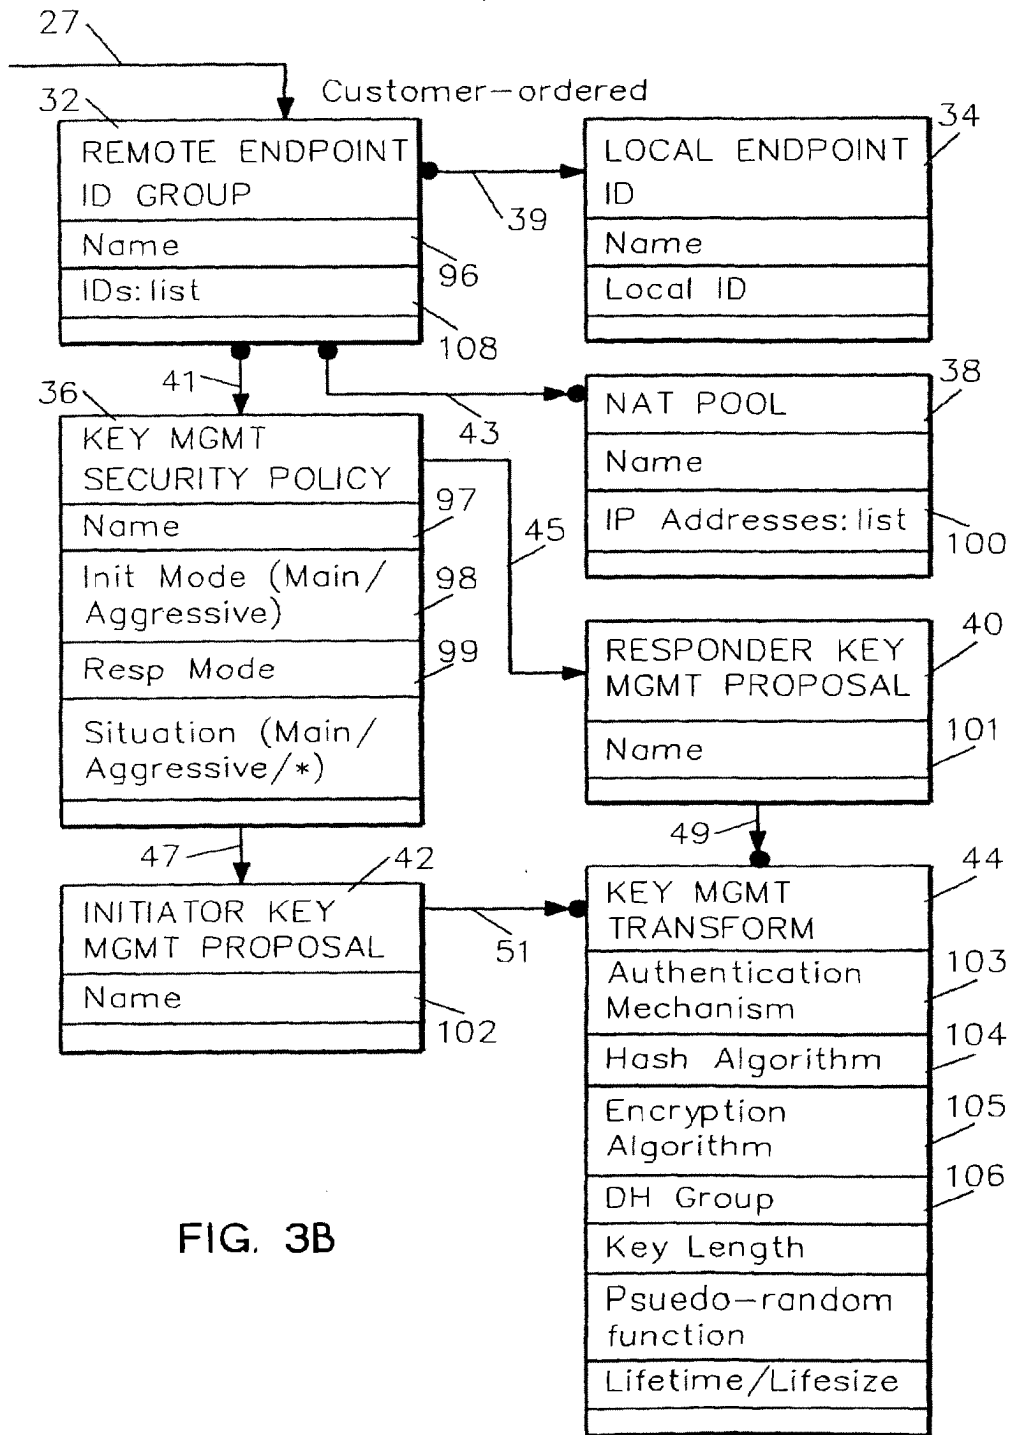 27
Customer-ordered
32
REMOTE ENDPOINT
ID GROUP
Name
96
IDs:list
108
39
34
LOCAL ENDPOINT
ID
Name
Local ID
41
43
38
NAT POOL
Name
IP Addresses:list
100
36
KEY MGMT
SECURITY POLICY
Name
97
Init Mode (Main/
Aggressive)
98
Resp Mode
99
Situation (Main/
Aggressive/*)
45
40
RESPONDER KEY
MGMT PROPOSAL
Name
101
47
49
42
INITIATOR KEY
MGMT PROPOSAL
Name
102
51
44
KEY MGMT
TRANSFORM
Authentication
Mechanism
103
Hash Algorithm
104
Encryption
Algorithm
105
DH Group
106
Key Length
Psuedo-random
function
Lifetime/Lifesize
FIG. 3B